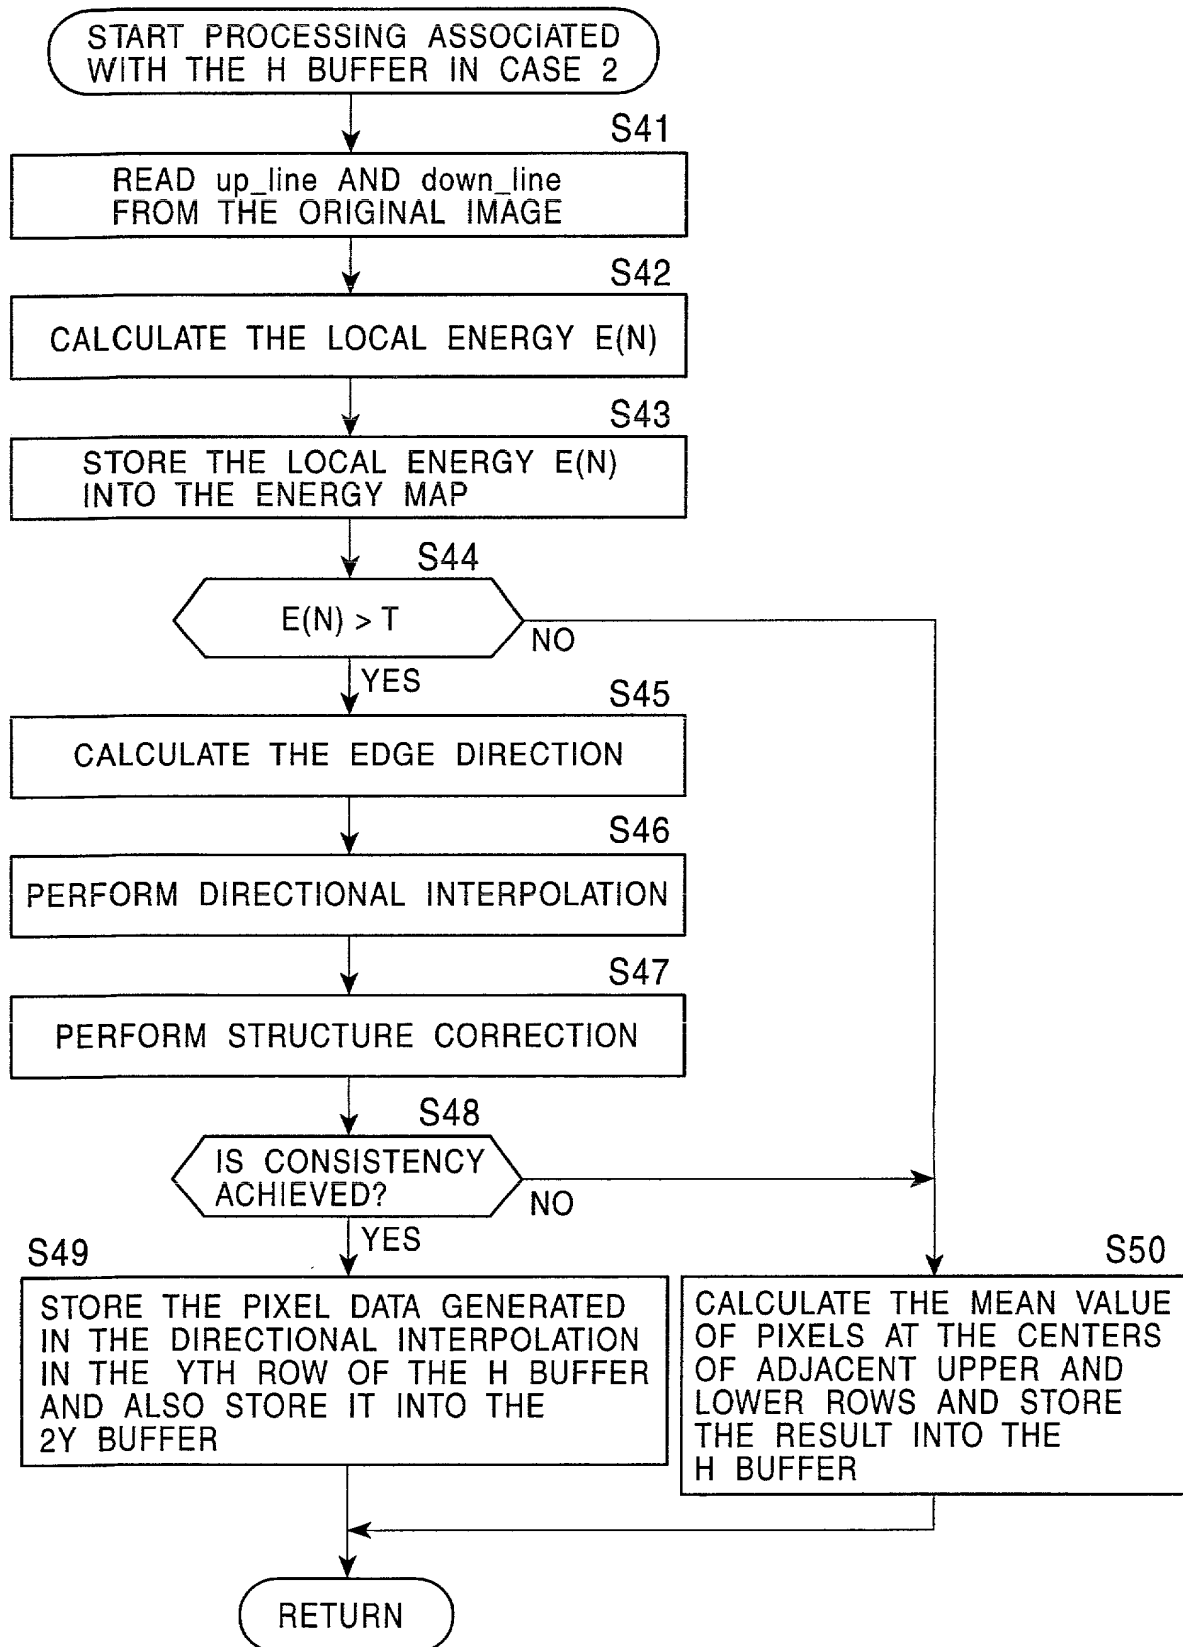 START PROCESSING ASSOCIATED
WITH THE H BUFFER IN CASE 2
S41
READ up_line AND down_line
FROM THE ORIGINAL IMAGE
S42
CALCULATE THE LOCAL ENERGY E(N)
S43
STORE THE LOCAL ENERGY E(N)
INTO THE ENERGY MAP
S44
E(N) > T
NO
YES
S45
CALCULATE THE EDGE DIRECTION
S46
PERFORM DIRECTIONAL INTERPOLATION
S47
PERFORM STRUCTURE CORRECTION
S48
IS CONSISTENCY
ACHIEVED?
NO
YES
S49
STORE THE PIXEL DATA GENERATED
IN THE DIRECTIONAL INTERPOLATION
IN THE YTH ROW OF THE H BUFFER
AND ALSO STORE IT INTO THE
2Y BUFFER
S50
CALCULATE THE MEAN VALUE
OF PIXELS AT THE CENTERS
OF ADJACENT UPPER AND
LOWER ROWS AND STORE
THE RESULT INTO THE
H BUFFER
RETURN